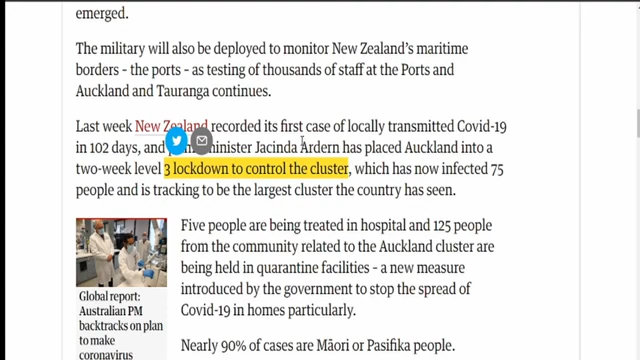 emerged.
The military will also be deployed to monitor New Zealand's maritime
borders - the ports - as testing of thousands of staff at the Ports and
Auckland and Tauranga continues.
Last week New Zealand recorded its first case of locally transmitted Covid-19
in 102 days, and minister Jacinda Ardern has placed Auckland into a
two-week level 3 lockdown to control the cluster, which has now infected 75
people and is tracking to be the largest cluster the country has seen.
Five people are being treated in hospital and 125 people
from the community related to the Auckland cluster are
being held in quarantine facilities - a new measure
introduced by the government to stop the spread of
Covid-19 in homes particularly.
Nearly 90% of cases are Māori or Pasifika people.
Global report:
Australian PM
backtracks on plan
to make
coronavirus